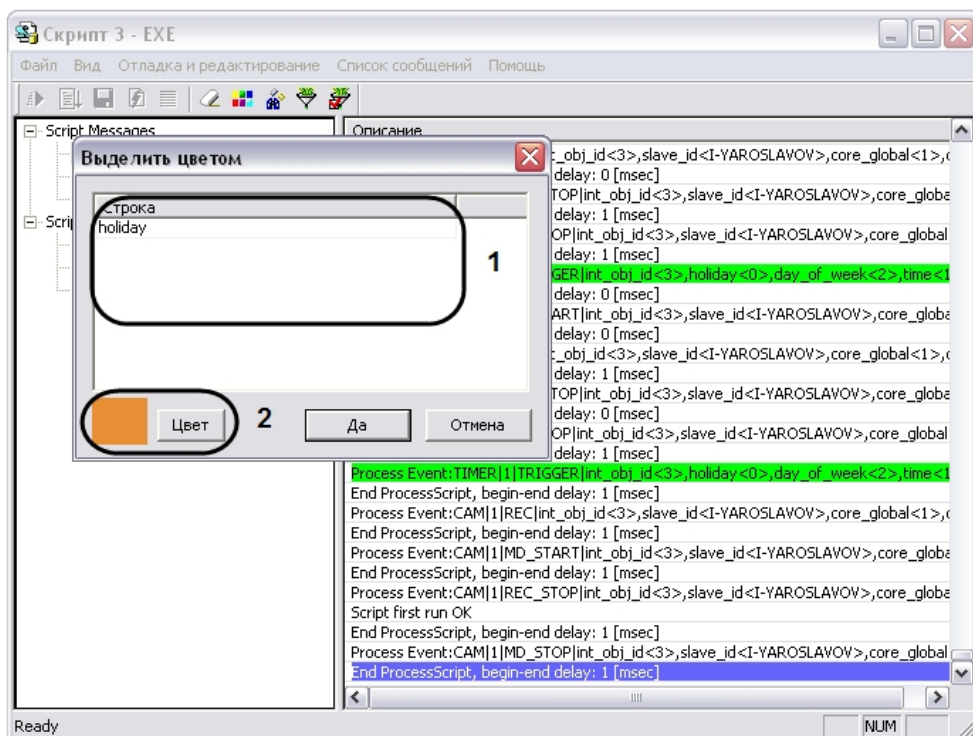 Скрипт 3 - EXE
Файл Вид Отладка и редактирование Список сообщений Помощь
Script Messages
Описание
Выделить цветом
Строка
holiday
1
2
Цвет
Да
Отмена
t_obj_id<3>,slave_id<I-YAROSLAVOV>,core_global<1>,
delay: 0 [msec]
TOP|int_obj_id<3>,slave_id<I-YAROSLAVOV>,core_globa
delay: 1 [msec]
OP|int_obj_id<3>,slave_id<I-YAROSLAVOV>,core_global
delay: 1 [msec]
GER|int_obj_id<3>,holiday<0>,day_of_week<2>,time<1
delay: 0 [msec]
ART|int_obj_id<3>,slave_id<I-YAROSLAVOV>,core_globa
delay: 0 [msec]
t_obj_id<3>,slave_id<I-YAROSLAVOV>,core_global<1>,
delay: 1 [msec]
TOP|int_obj_id<3>,slave_id<I-YAROSLAVOV>,core_globa
delay: 0 [msec]
OP|int_obj_id<3>,slave_id<I-YAROSLAVOV>,core_global
delay: 1 [msec]
Scrip
Process Event:TIMER|1|TRIGGER|int_obj_id<3>,holiday<0>,day_of_week<2>,time<1
End ProcessScript, begin-end delay: 1 [msec]
Process Event:CAM|1|REC|int_obj_id<3>,slave_id<I-YAROSLAVOV>,core_global<1>,
End ProcessScript, begin-end delay: 1 [msec]
Process Event:CAM|1|MD_START|int_obj_id<3>,slave_id<I-YAROSLAVOV>,core_globa
End ProcessScript, begin-end delay: 1 [msec]
Process Event:CAM|1|REC_STOP|int_obj_id<3>,slave_id<I-YAROSLAVOV>,core_globa
Script first run OK
End ProcessScript, begin-end delay: 1 [msec]
Process Event:CAM|1|MD_STOP|int_obj_id<3>,slave_id<I-YAROSLAVOV>,core_global
End ProcessScript, begin-end delay: 1 [msec]
Ready
NUM